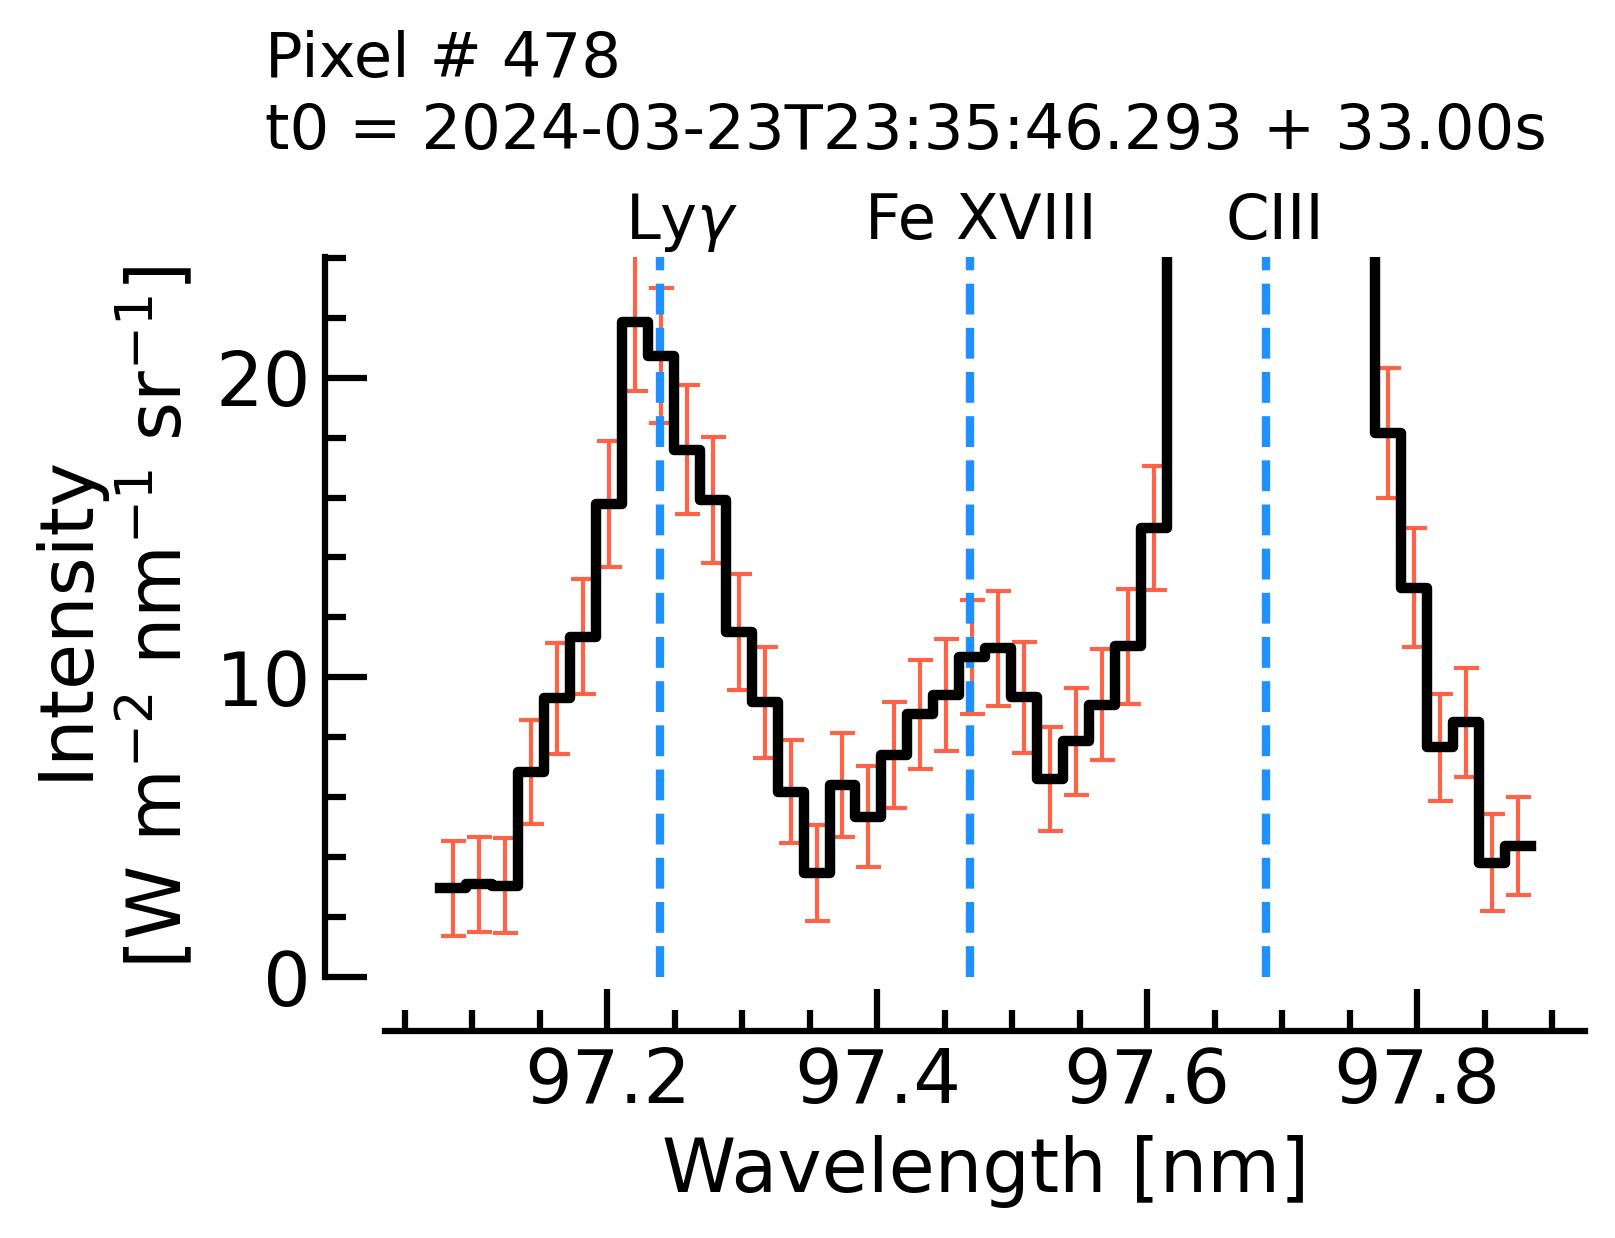 Pixel # 478
t0 = 2024-03-23T23:35:46.293 + 33.00s
Lyγ Fe XVIII CIII
Intensity
[W m⁻² nm⁻¹ sr⁻¹]
20
10
0
97.2 97.4 97.6 97.8
Wavelength [nm]